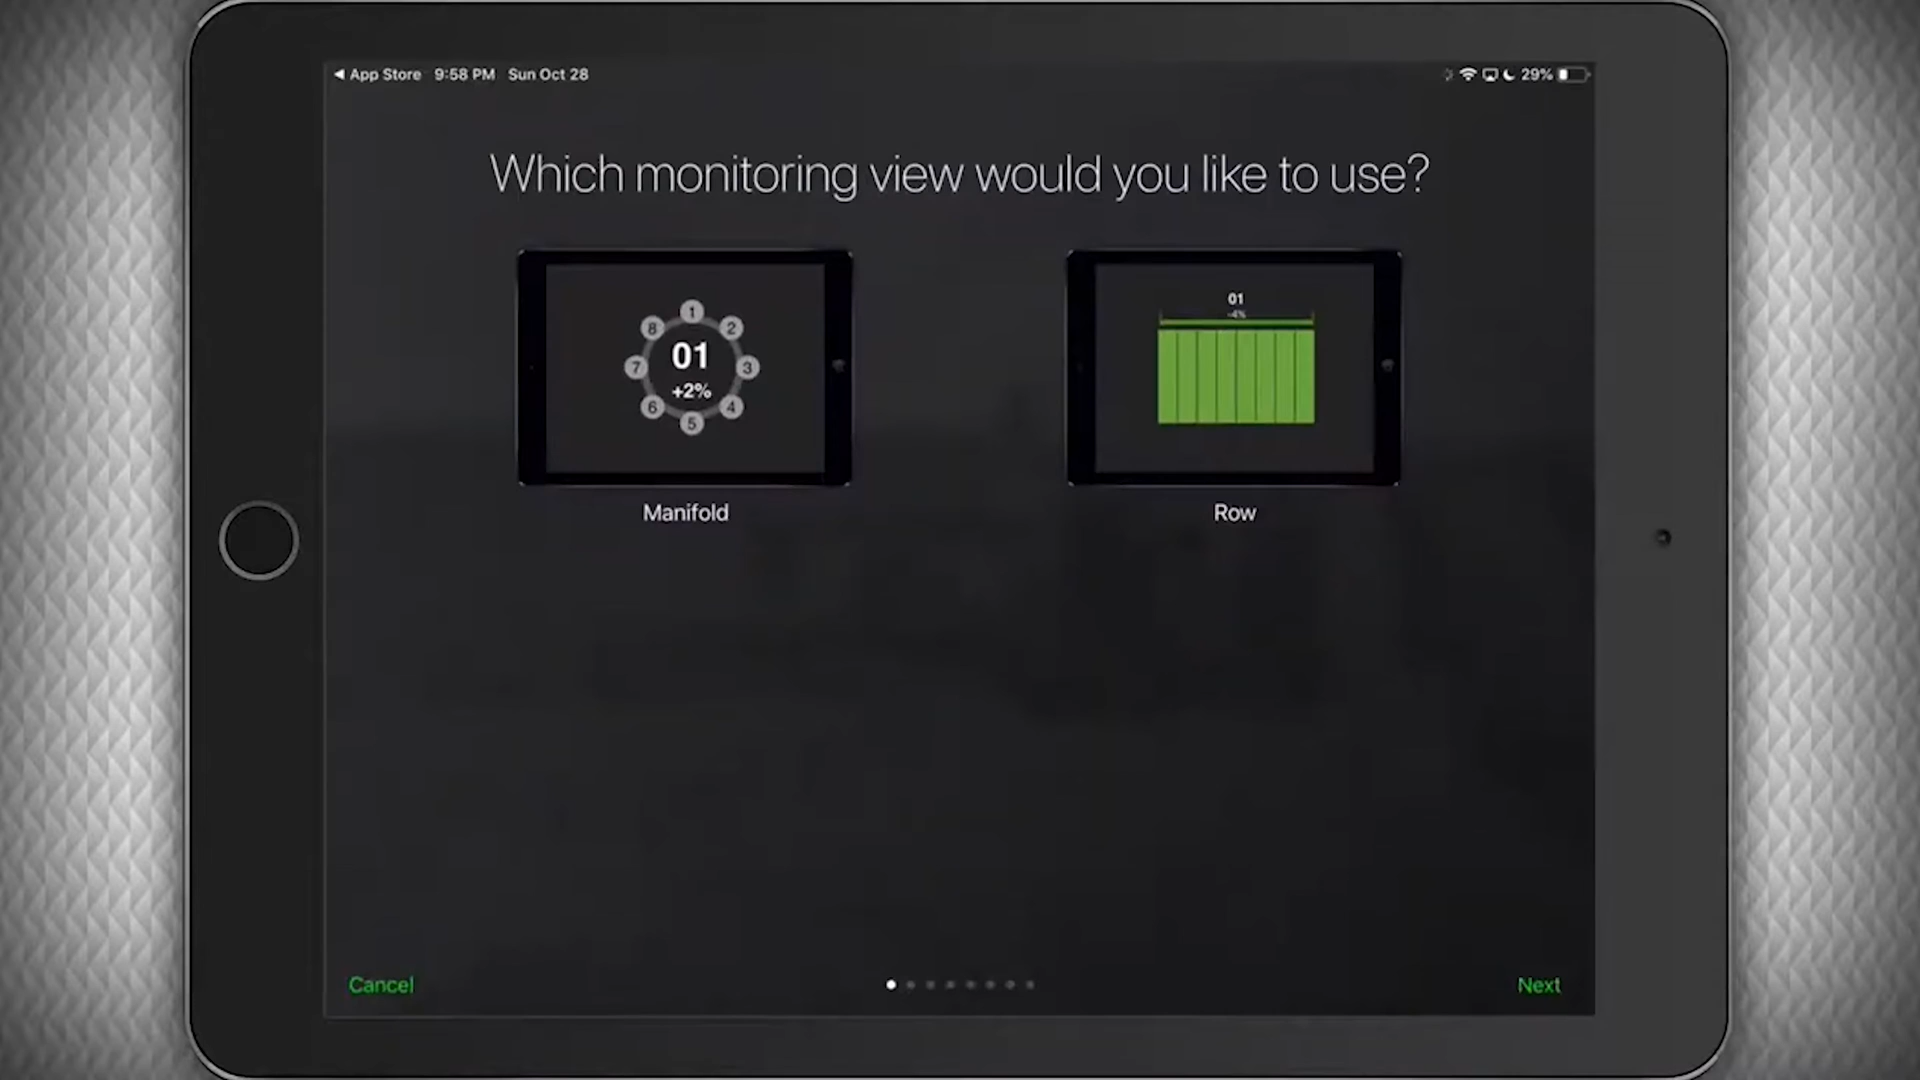 ◀ App Store 9:58 PM Sun Oct 28
29%
Which monitoring view would you like to use?
1
8 2
01
7 3
+2%
6 4
5
Manifold
01
-4%
Row
Cancel
Next